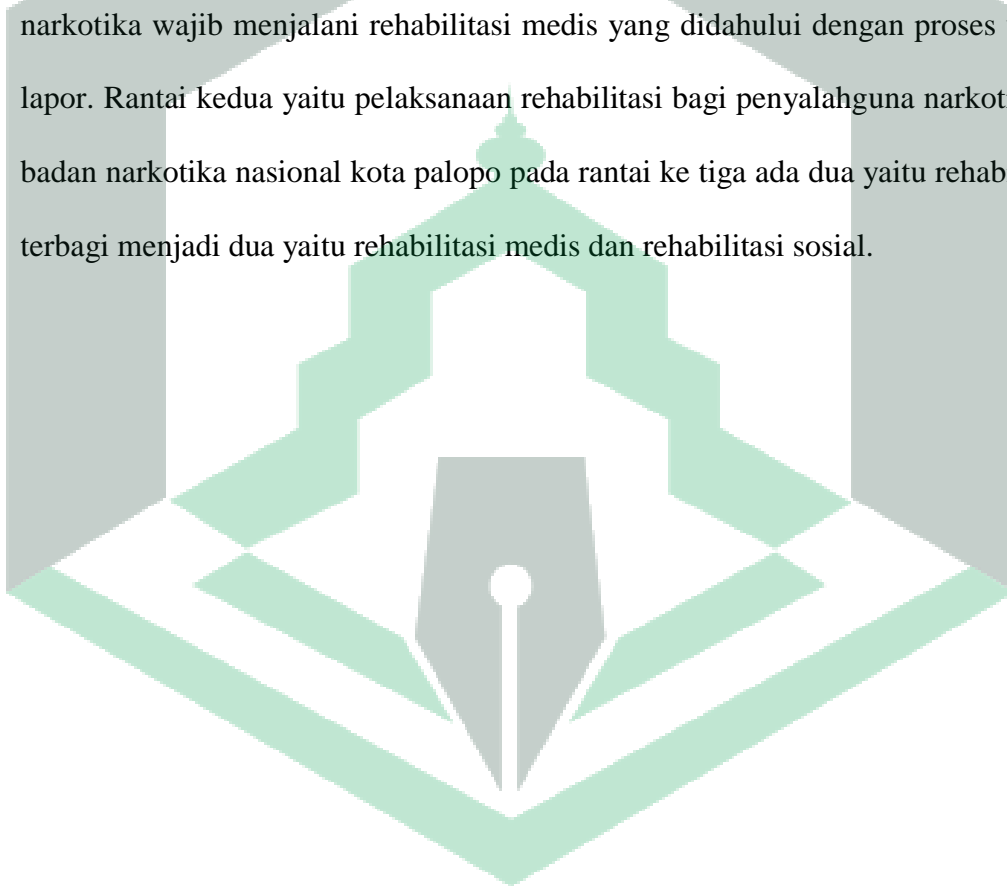 narkotika wajib menjalani rehabilitasi medis yang didahului dengan proses
lapor. Rantai kedua yaitu pelaksanaan rehabilitasi bagi penyalahguna
badan narkotika nasional kota palopo pada rantai ke tiga ada dua yaitu
terbagi menjadi dua yaitu rehabilitasi medis dan rehabilitasi sosial.